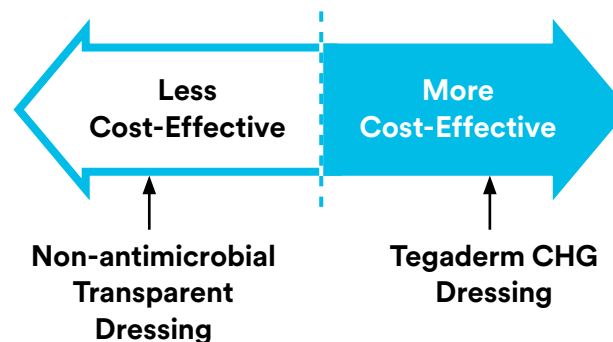 Less
Cost-Effective
More
Cost-Effective
Non-antimicrobial
Transparent
Dressing
Tegaderm CHG
Dressing